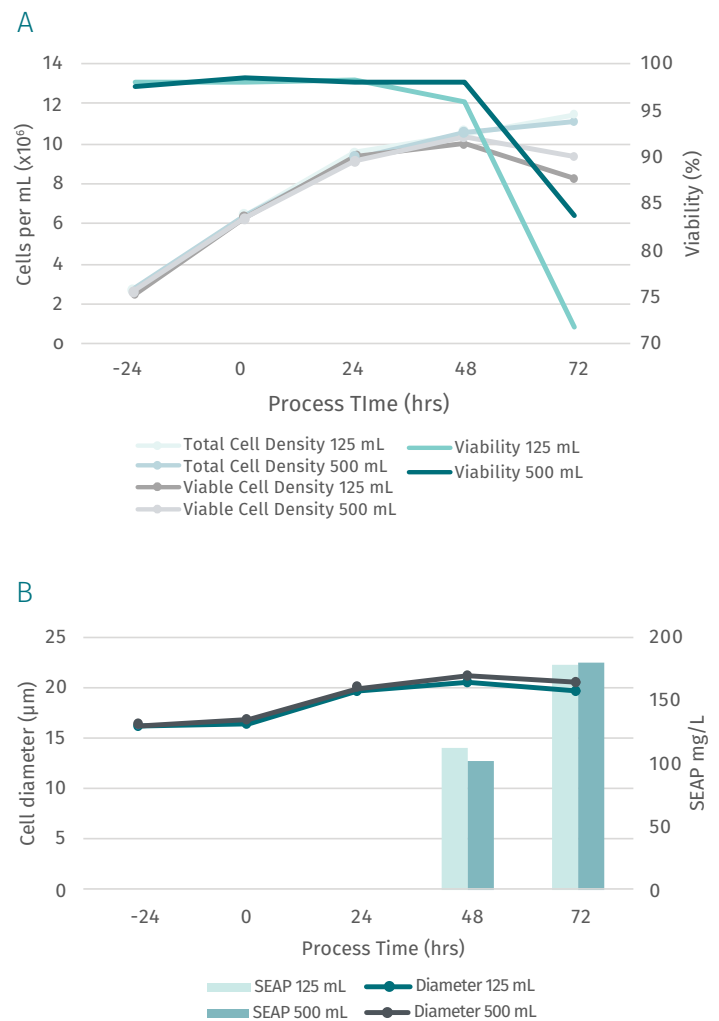 A
14
12
10
8
6
4
2
o
Cells per mL (x10⁶)
100
95
90
85
80
75
70
Viability (%)
-24 0 24 48 72
Process TIme (hrs)
Total Cell Density 125 mL
Total Cell Density 500 mL
Viable Cell Density 125 mL
Viable Cell Density 500 mL
Viability 125 mL
Viability 500 mL
B
25
20
15
10
5
0
Cell diameter (µm)
200
150
100
50
0
SEAP mg/L
-24 0 24 48 72
Process Time (hrs)
SEAP 125 mL
SEAP 500 mL
Diameter 125 mL
Diameter 500 mL